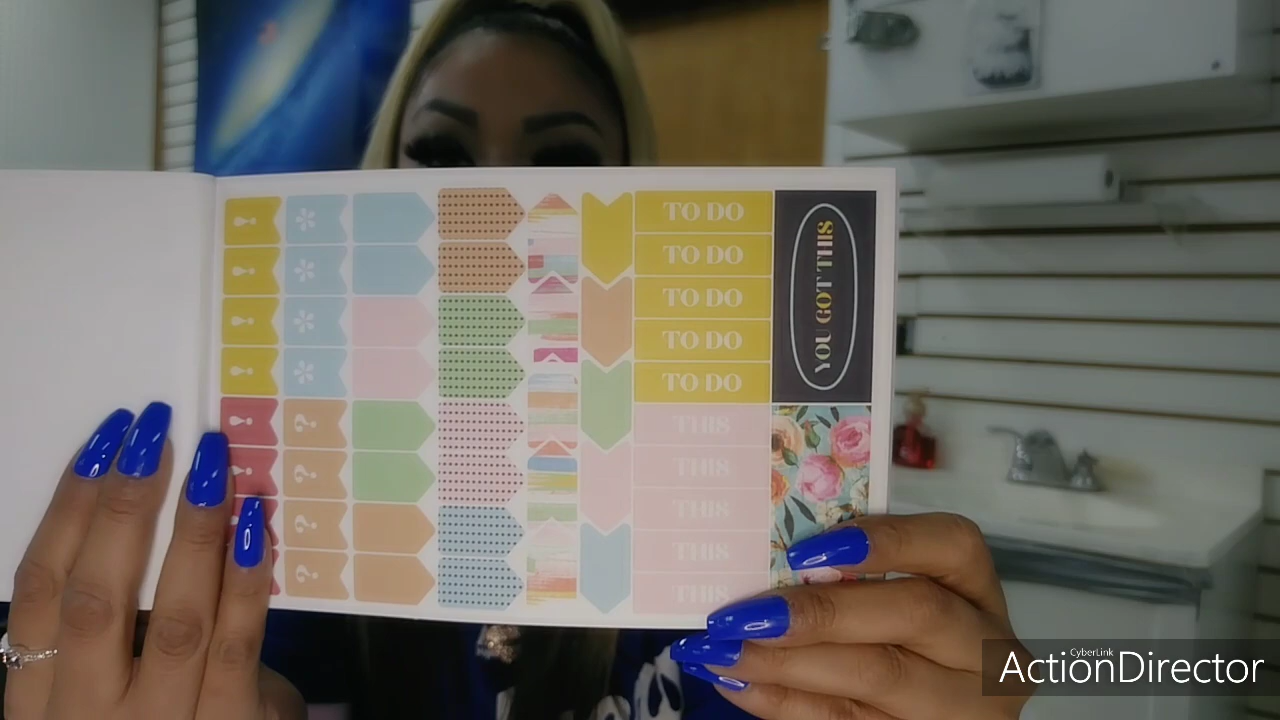 TO DO
TO DO
TO DO
TO DO
TO DO
THIS
THIS
THIS
THIS
THIS
YOU GOT THIS
! * 
! *
! *
! *
! ?
! ?
?
?
CyberLink
ActionDirector